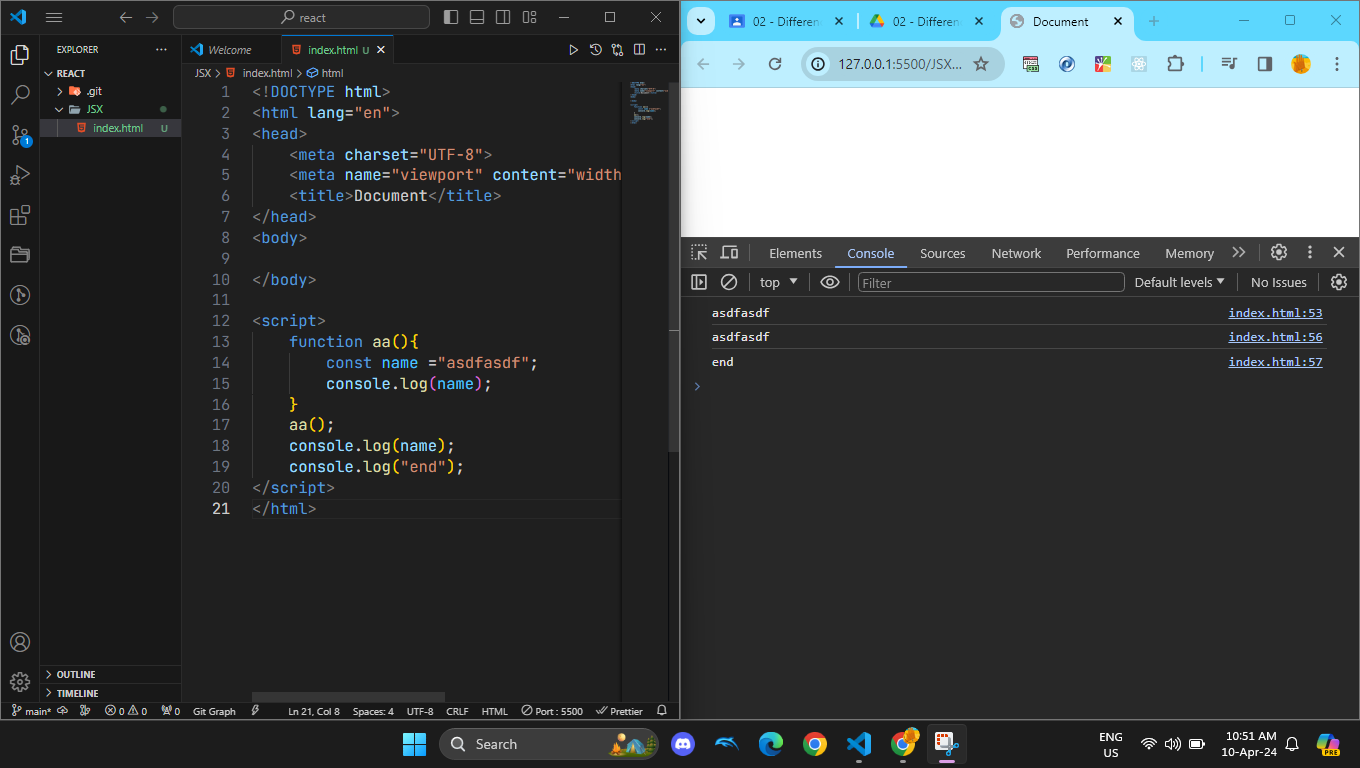 react
EXPLORER
REACT
.git
JSX
index.html U
1
OUTLINE
TIMELINE
Welcome
index.html U
JSX > index.html > html
1 <!DOCTYPE html>
2 <html lang="en">
3 <head>
4 <meta charset="UTF-8">
5 <meta name="viewport" content="width
6 <title>Document</title>
7 </head>
8 <body>
9
10 </body>
11
12 <script>
13 function aa(){
14 const name ="asdfasdf";
15 console.log(name);
16 }
17 aa();
18 console.log(name);
19 console.log("end");
20 </script>
21 </html>
main* 0 0 0 Git Graph Ln 21, Col 8 Spaces: 4 UTF-8 CRLF HTML Port : 5500 Prettier
02 - Differen 02 - Differen Document
127.0.0.1:5500/JSX...
Elements Console Sources Network Performance Memory
top Filter Default levels No Issues
asdfasdf index.html:53
asdfasdf index.html:56
end index.html:57
Search
ENG
US
10:51 AM
10-Apr-24
PRE